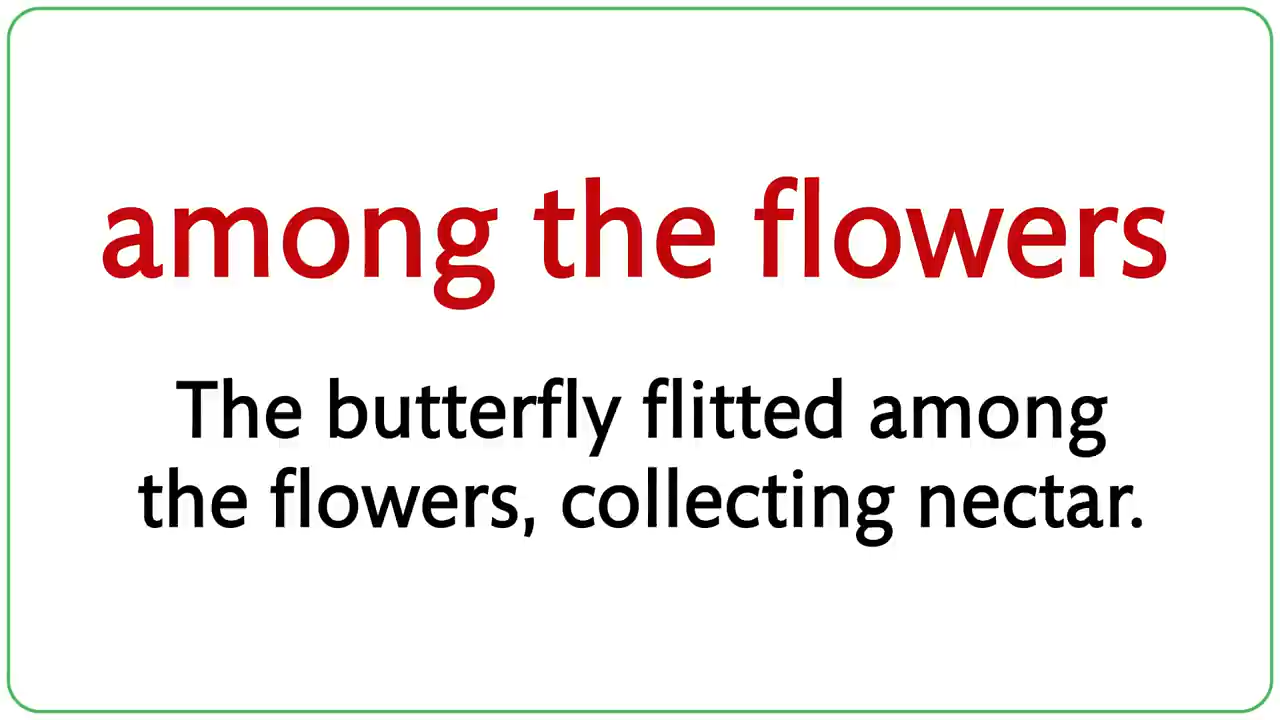 among the flowers
The butterfly flitted among
the flowers, collecting nectar.